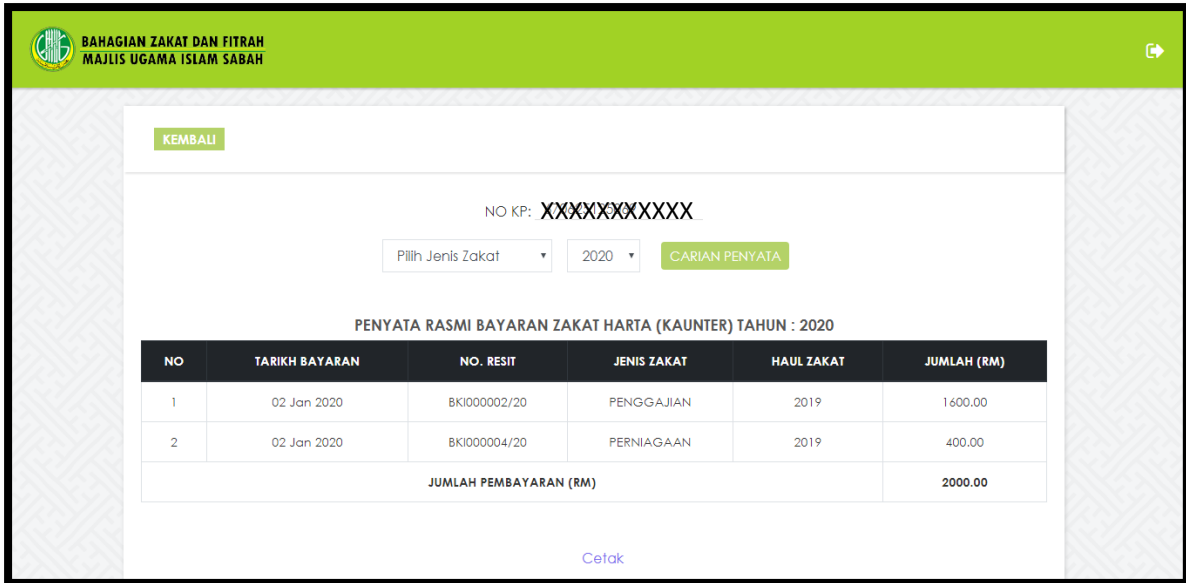 BAHAGIAN ZAKAT DAN FITRAH
MAJLIS UGAMA ISLAM SABAH
KEMBALI
NO KP: XXXXXXXXXXXX
Pilih Jenis Zakat 2020 CARIAN PENYATA
PENYATA RASMI BAYARAN ZAKAT HARTA (KAUNTER) TAHUN : 2020
NO TARIKH BAYARAN NO. RESIT JENIS ZAKAT HAUL ZAKAT JUMLAH (RM)
1 02 Jan 2020 BKI000002/20 PENGGAJIAN 2019 1600.00
2 02 Jan 2020 BKI000004/20 PERNIAGAAN 2019 400.00
JUMLAH PEMBAYARAN (RM) 2000.00
Cetak